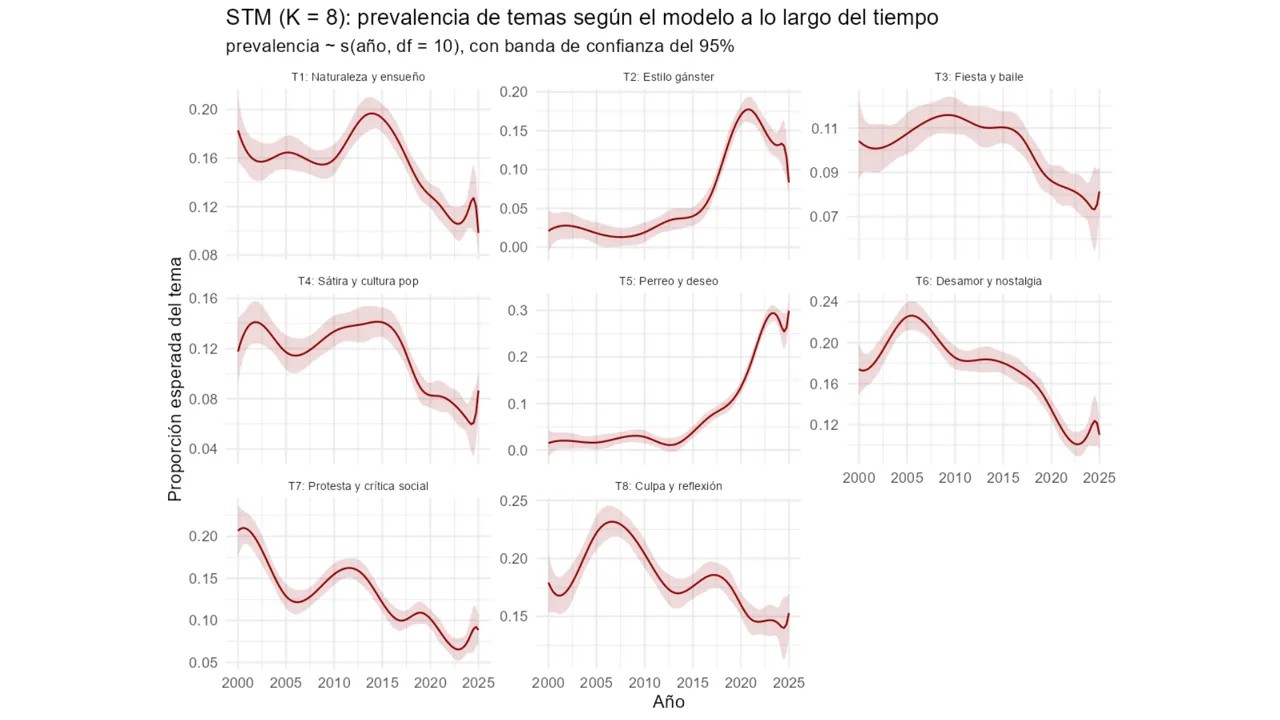 STM (K = 8): prevalencia de temas según el modelo a lo largo del tiempo
prevalencia ~ s(año, df = 10), con banda de confianza del 95%
T1: Naturaleza y ensueño
0.20
0.16
0.12
0.08
T2: Estilo gánster
0.20
0.15
0.10
0.05
0.00
T3: Fiesta y baile
0.11
0.09
0.07
Proporción esperada del tema
T4: Sátira y cultura pop
0.16
0.12
0.08
0.04
T5: Perreo y deseo
0.3
0.2
0.1
0.0
T6: Desamor y nostalgia
0.24
0.20
0.16
0.12
2000 2005 2010 2015 2020 2025
T7: Protesta y crítica social
0.20
0.15
0.10
0.05
2000 2005 2010 2015 2020 2025
T8: Culpa y reflexión
0.25
0.20
0.15
2000 2005 2010 2015 2020 2025
Año